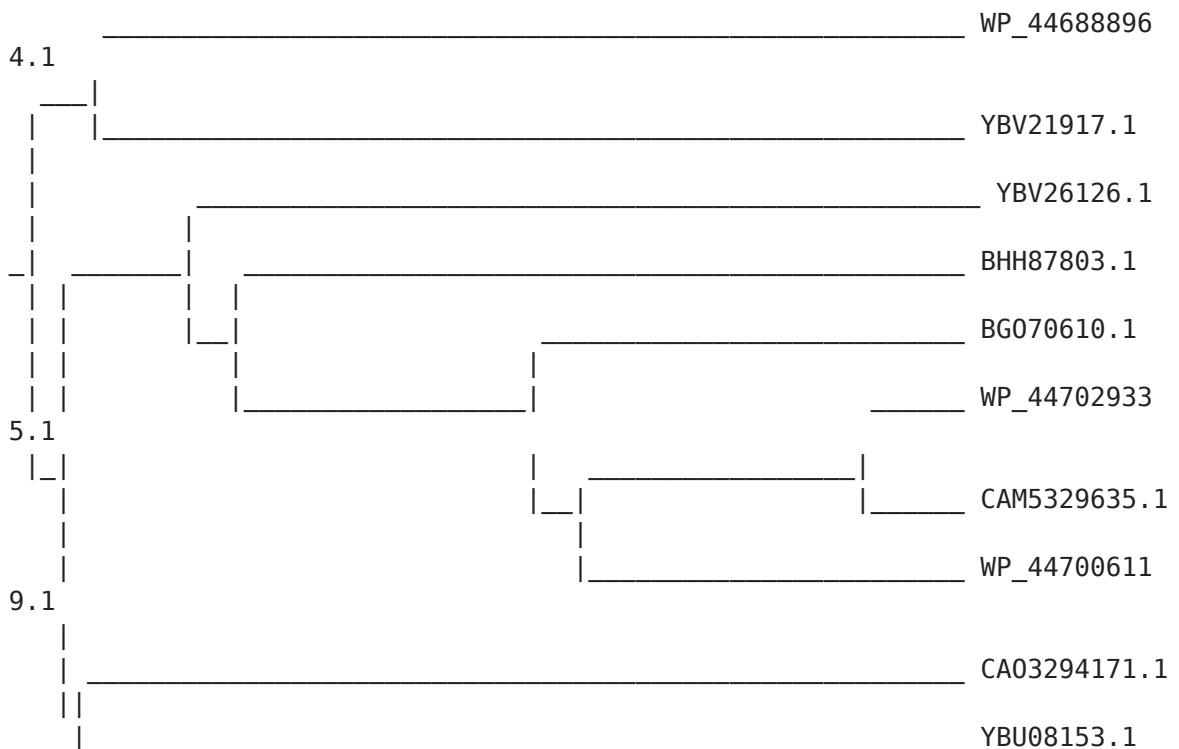 WP_44688896
4.1
YBV21917.1
YBV26126.1
BHH87803.1
BGO70610.1
WP_44702933
5.1
CAM5329635.1
WP_44700611
9.1
CAO3294171.1
YBU08153.1